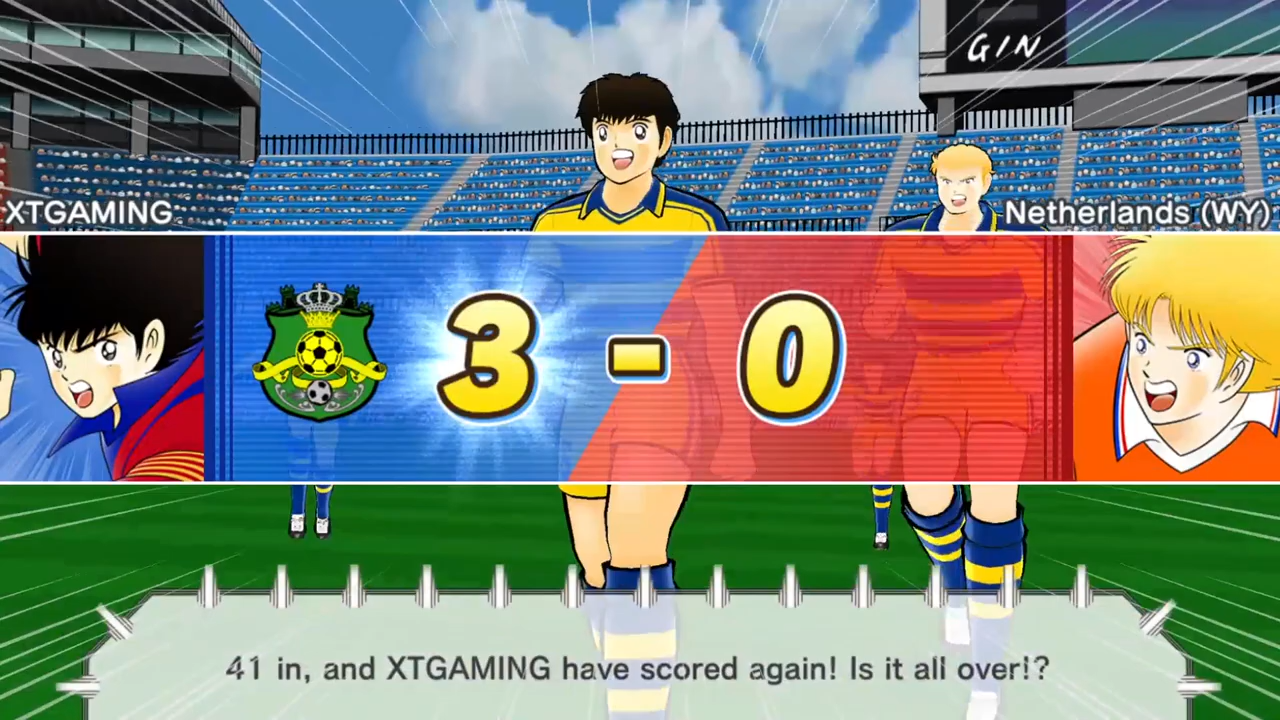 GIN
XTGAMING
Netherlands (WY)
3 - 0
41 in, and XTGAMING have scored again! Is it all over!?